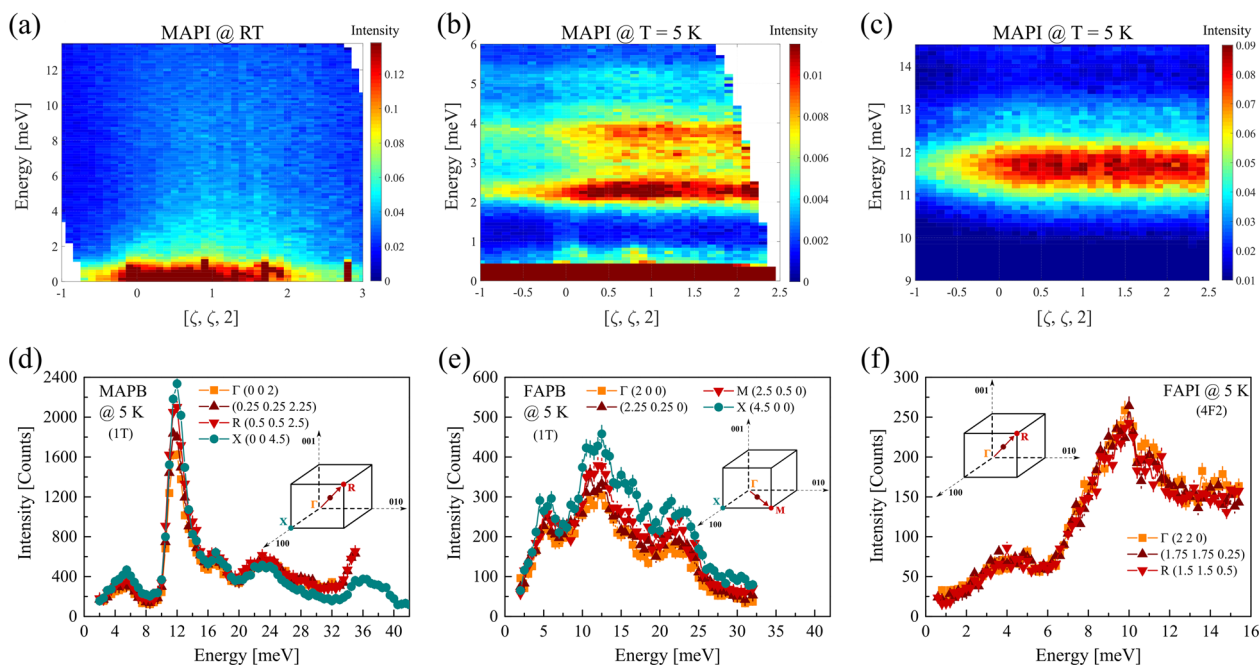 (a)
MAPI @ RT
Intensity
Energy [meV]
12
10
8
6
4
2
0
-1
0
1
2
3
[ζ, ζ, 2]
0.12
0.1
0.08
0.06
0.04
0.02
0
(b)
MAPI @ T = 5 K
Intensity
Energy [meV]
6
5
4
3
2
1
0
-1
-0.5
0
0.5
1
1.5
2
2.5
[ζ, ζ, 2]
0.01
0.008
0.006
0.004
0.002
0
(c)
MAPI @ T = 5 K
Intensity
Energy [meV]
14
13
12
11
10
9
-1
-0.5
0
0.5
1
1.5
2
2.5
[ζ, ζ, 2]
0.09
0.08
0.07
0.06
0.05
0.04
0.03
0.02
0.01
(d)
MAPB
@ 5 K
(1T)
Γ (0 0 2)
(0.25 0.25 2.25)
R (0.5 0.5 2.5)
X (0 0 4.5)
001
010
100
Γ
R
X
Intensity [Counts]
2400
2000
1600
1200
800
400
0
0
4
8
12
16
20
24
28
32
36
40
Energy [meV]
(e)
FAPB
@ 5 K
(1T)
Γ (2 0 0)
(2.25 0.25 0)
M (2.5 0.5 0)
X (4.5 0 0)
001
010
100
Γ
M
X
Intensity [Counts]
600
500
400
300
200
100
0
0
5
10
15
20
25
30
35
40
Energy [meV]
(f)
FAPI @ 5 K
(4F2)
001
010
100
Γ
R
Γ (2 2 0)
(1.75 1.75 0.25)
R (1.5 1.5 0.5)
Intensity [Counts]
300
250
200
150
100
50
0
0
2
4
6
8
10
12
14
16
Energy [meV]